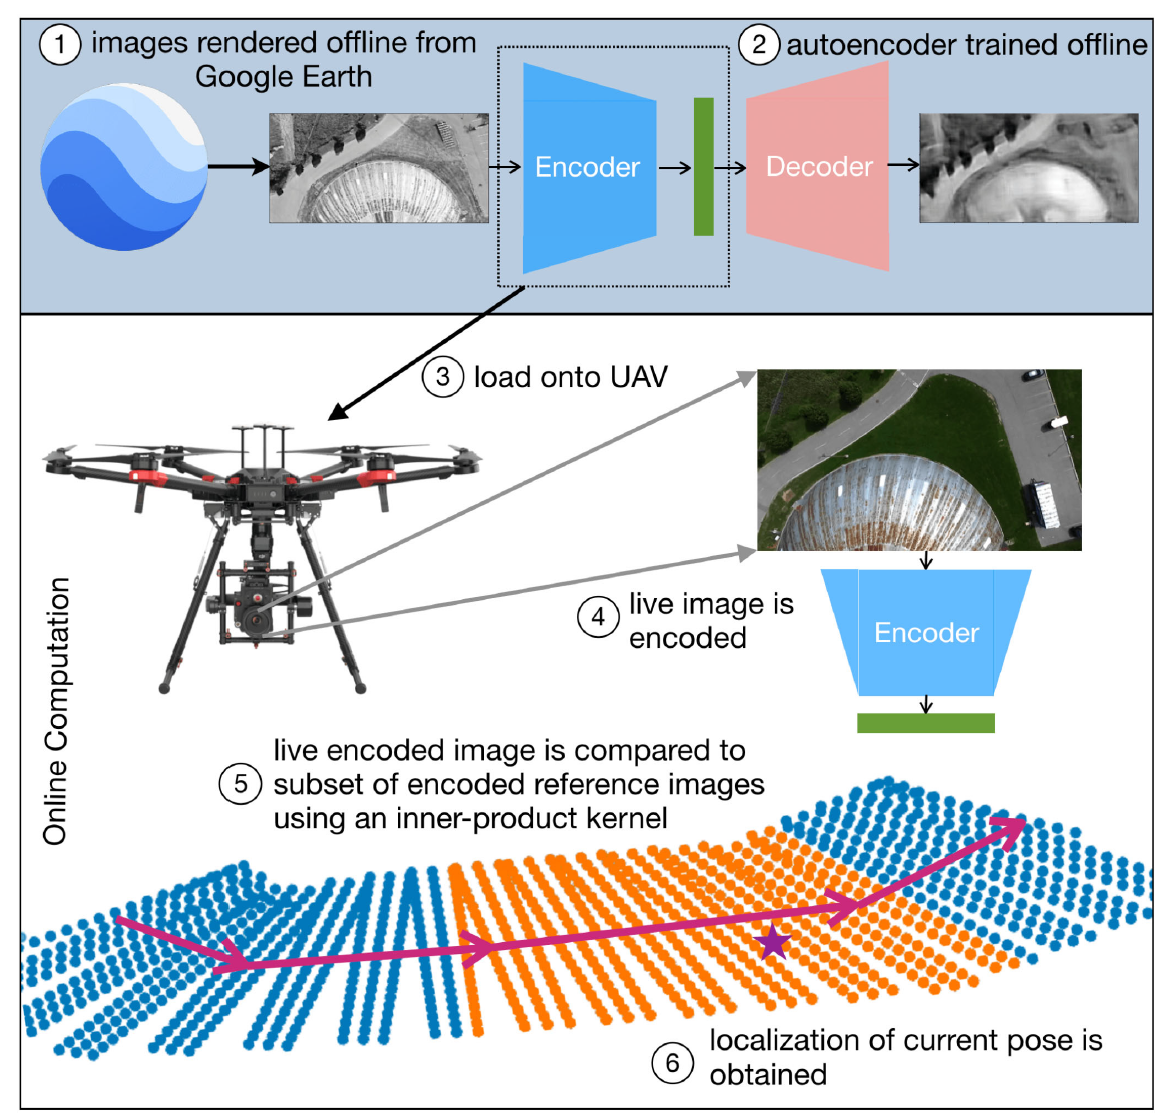 1 images rendered offline from
Google Earth
2 autoencoder trained offline
Encoder
Decoder
3 load onto UAV
4 live image is
encoded
Encoder
Online Computation
5 live encoded image is compared to
subset of encoded reference images
using an inner-product kernel
6 localization of current pose is
obtained